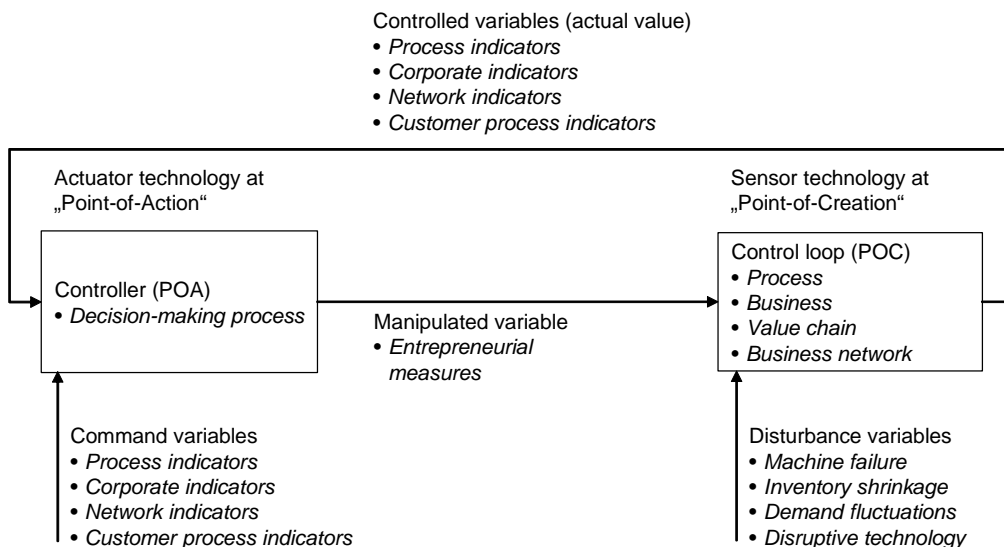 Controlled variables (actual value)
• Process indicators
• Corporate indicators
• Network indicators
• Customer process indicators
Actuator technology at
„Point-of-Action“
Sensor technology at
„Point-of-Creation“
Controller (POA)
• Decision-making process
Control loop (POC)
• Process
• Business
• Value chain
• Business network
Manipulated variable
• Entrepreneurial
measures
Command variables
• Process indicators
• Corporate indicators
• Network indicators
• Customer process indicators
Disturbance variables
• Machine failure
• Inventory shrinkage
• Demand fluctuations
• Disruptive technology